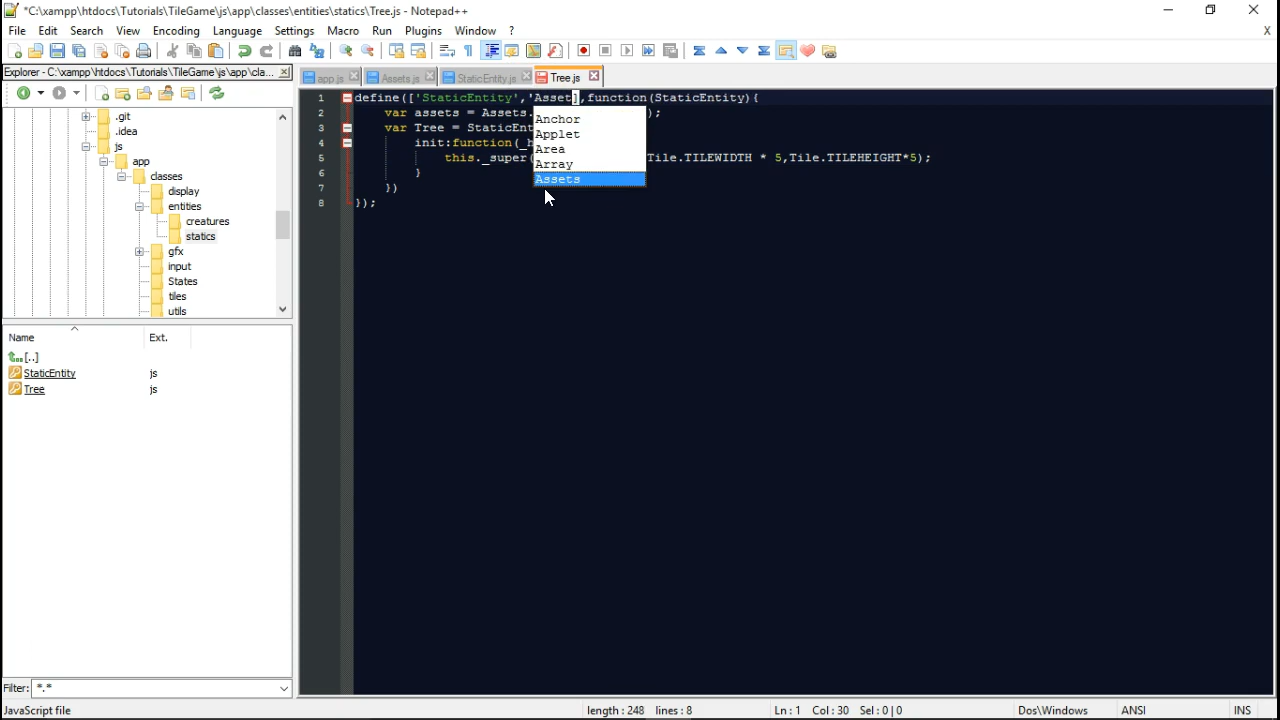 *C:\xampp\htdocs\Tutorials\TileGame\js\app\classes\entities\statics\Tree.js - Notepad++
File Edit Search View Encoding Language Settings Macro Run Plugins Window ? X
Explorer - C:\xampp\htdocs\Tutorials\TileGame\js\app\cla...
app.js Assets.js StaticEntity.js Tree.js
.git
.idea
js
app
classes
display
entities
creatures
statics
gfx
input
States
tiles
utils
Name Ext.
[..]
StaticEntity js
Tree js
Filter: *.*
1 define(['StaticEntity','Asset],function(StaticEntity){
2 var assets = Assets. );
3 var Tree = StaticEnt
4 init:function(_h
5 this._super( Tile.TILEWIDTH * 5,Tile.TILEHEIGHT*5);
6 }
7 })
8 });
Anchor
Applet
Area
Array
Assets
JavaScript file length : 248 lines : 8 Ln : 1 Col : 30 Sel : 0 | 0 Dos\Windows ANSI INS